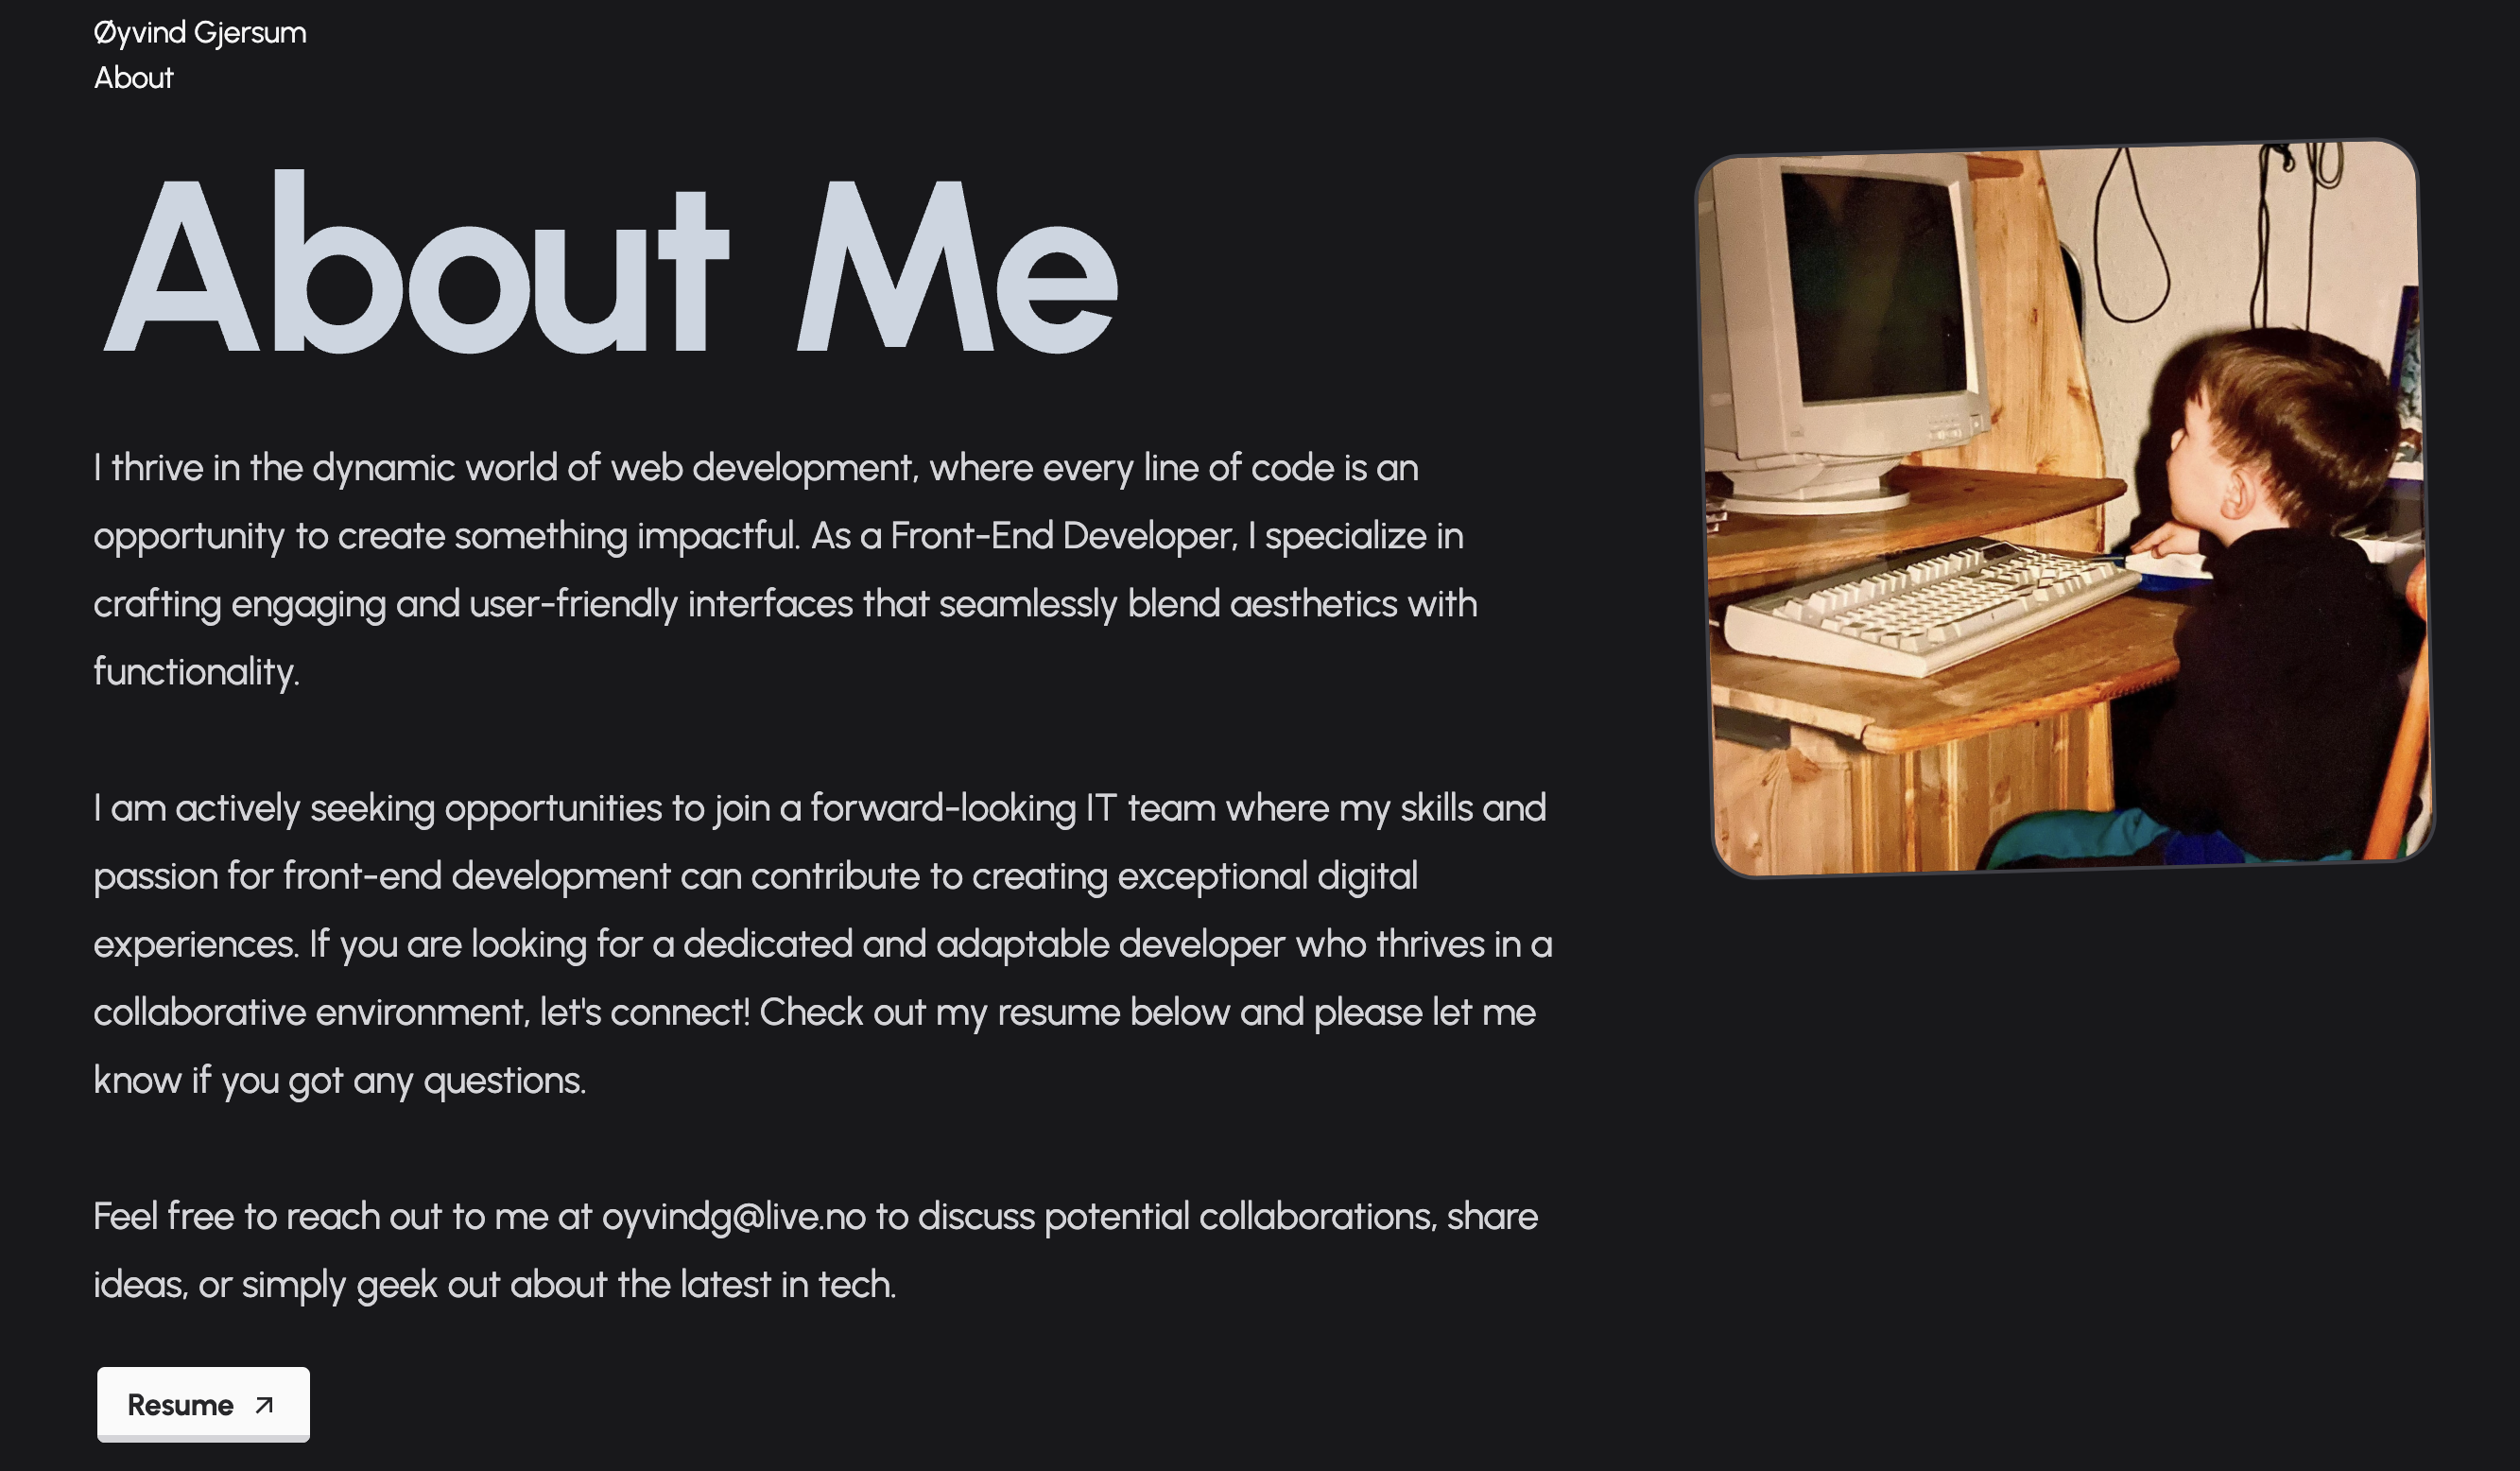 Øyvind Gjersum
About
About Me
I thrive in the dynamic world of web development, where every line of code is an
opportunity to create something impactful. As a Front-End Developer, I specialize in
crafting engaging and user-friendly interfaces that seamlessly blend aesthetics with
functionality.
I am actively seeking opportunities to join a forward-looking IT team where my skills and
passion for front-end development can contribute to creating exceptional digital
experiences. If you are looking for a dedicated and adaptable developer who thrives in a
collaborative environment, let's connect! Check out my resume below and please let me
know if you got any questions.
Feel free to reach out to me at oyvindg@live.no to discuss potential collaborations, share
ideas, or simply geek out about the latest in tech.
Resume